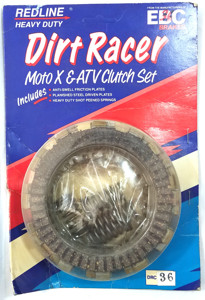 REDLINE
HEAVY DUTY
EBC
BRAKES
Dirt Racer
Moto X & ATV Clutch Set
Includes
• ANTI-SWELL FRICTION PLATES
• PLANISHED STEEL DRIVEN PLATES
• HEAVY DUTY SHOT PEENED SPRINGS
DRC 36